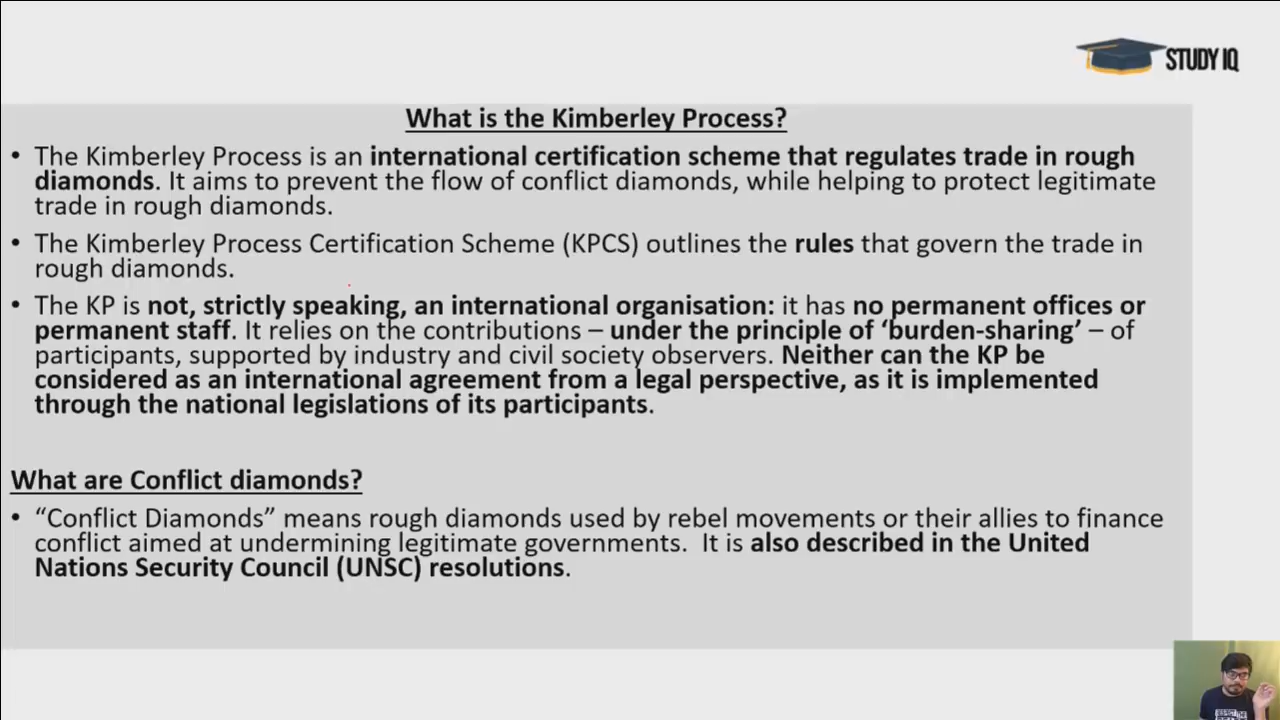 STUDY IQ
What is the Kimberley Process?
• The Kimberley Process is an international certification scheme that regulates trade in rough
diamonds. It aims to prevent the flow of conflict diamonds, while helping to protect legitimate
trade in rough diamonds.
• The Kimberley Process Certification Scheme (KPCS) outlines the rules that govern the trade in
rough diamonds.
• The KP is not, strictly speaking, an international organisation: it has no permanent offices or
permanent staff. It relies on the contributions – under the principle of ‘burden-sharing’ – of
participants, supported by industry and civil society observers. Neither can the KP be
considered as an international agreement from a legal perspective, as it is implemented
through the national legislations of its participants.
What are Conflict diamonds?
• “Conflict Diamonds” means rough diamonds used by rebel movements or their allies to finance
conflict aimed at undermining legitimate governments. It is also described in the United
Nations Security Council (UNSC) resolutions.